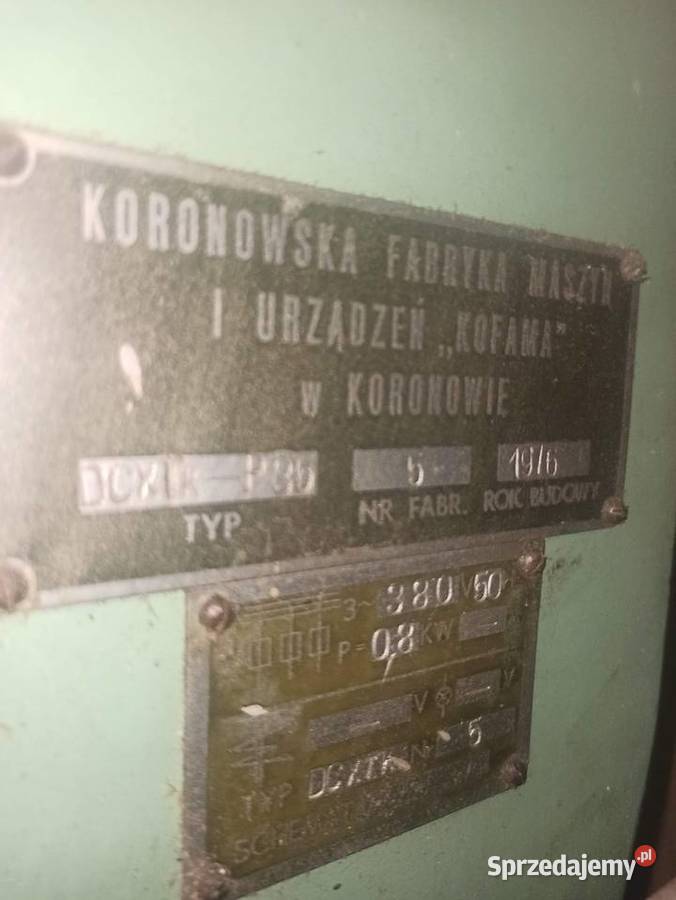 KORONOWSKA FABRYKA MASZYN
I URZĄDZEŃ „KOFAMA”
W KORONOWIE
5 1976
TYP NR FABR. ROK BUDOWY
3~ 380 V 50
P= 0,8 KW
V V
TYP DCXTK Nr 5
Sprzedajemy.pl